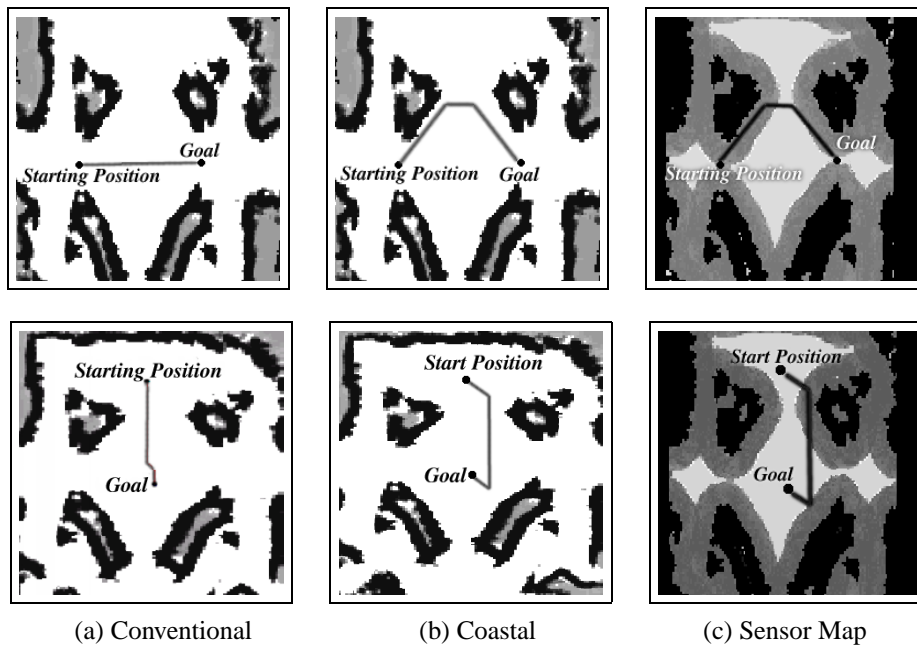 Goal
Starting Position
Starting Position
Goal
Goal
Starting Position
Starting Position
Goal
Start Position
Goal
Start Position
Goal
(a) Conventional
(b) Coastal
(c) Sensor Map